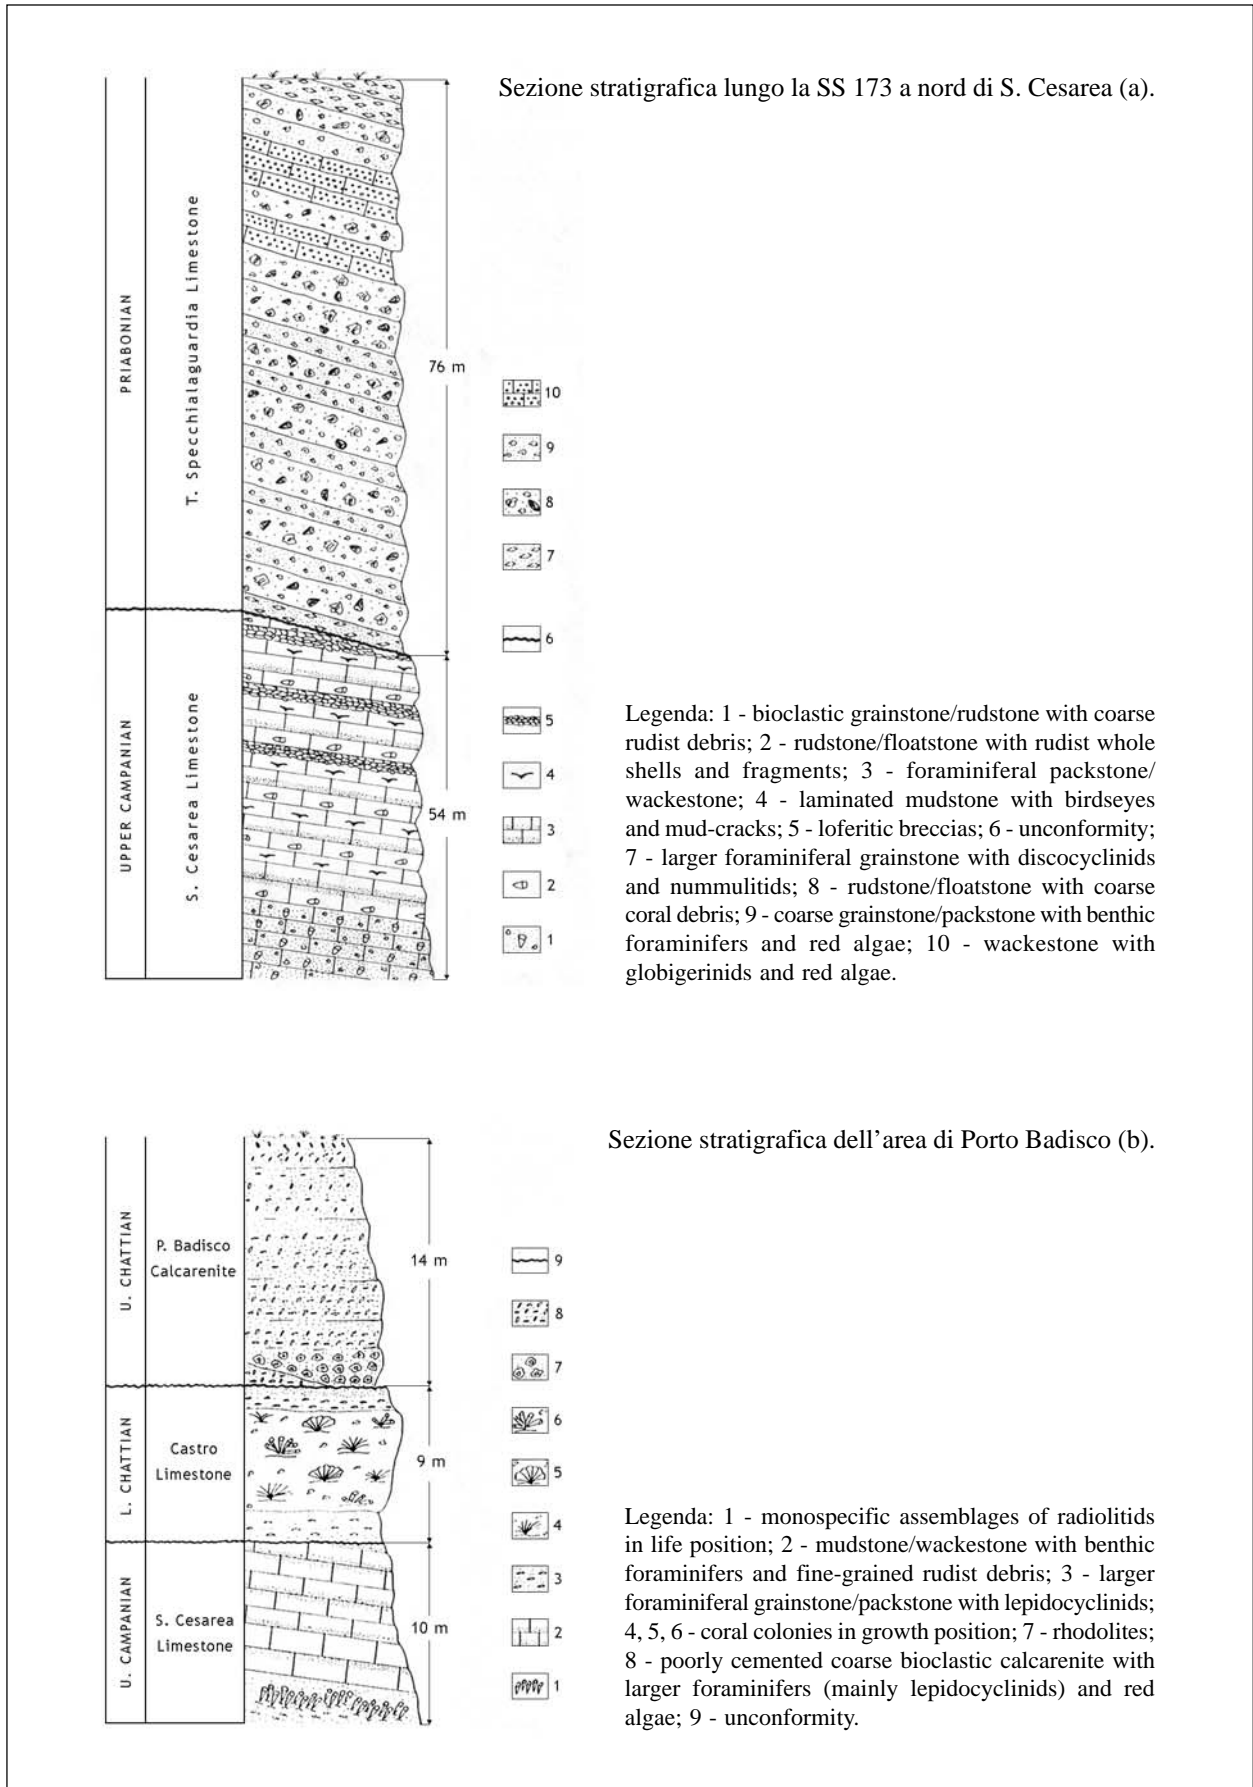 Sezione stratigrafica lungo la SS 173 a nord di S. Cesarea (a).
PRIABONIAN
T. Specchialaguardia Limestone
76 m
UPPER CAMPANIAN
S. Cesarea Limestone
54 m
10
9
8
7
6
5
4
3
2
1
Legenda: 1 - bioclastic grainstone/rudstone with coarse
rudist debris; 2 - rudstone/floatstone with rudist whole
shells and fragments; 3 - foraminiferal packstone/
wackestone; 4 - laminated mudstone with birdseyes
and mud-cracks; 5 - loferitic breccias; 6 - unconformity;
7 - larger foraminiferal grainstone with discocyclinids
and nummulitids; 8 - rudstone/floatstone with coarse
coral debris; 9 - coarse grainstone/packstone with benthic
foraminifers and red algae; 10 - wackestone with
globigerinids and red algae.
Sezione stratigrafica dell'area di Porto Badisco (b).
U. CHATTIAN
P. Badisco
Calcarenite
14 m
L. CHATTIAN
Castro
Limestone
9 m
U. CAMPANIAN
S. Cesarea
Limestone
10 m
9
8
7
6
5
4
3
2
1
Legenda: 1 - monospecific assemblages of radiolitids
in life position; 2 - mudstone/wackestone with benthic
foraminifers and fine-grained rudist debris; 3 - larger
foraminiferal grainstone/packstone with lepidocyclinids;
4, 5, 6 - coral colonies in growth position; 7 - rhodolites;
8 - poorly cemented coarse bioclastic calcarenite with
larger foraminifers (mainly lepidocyclinids) and red
algae; 9 - unconformity.